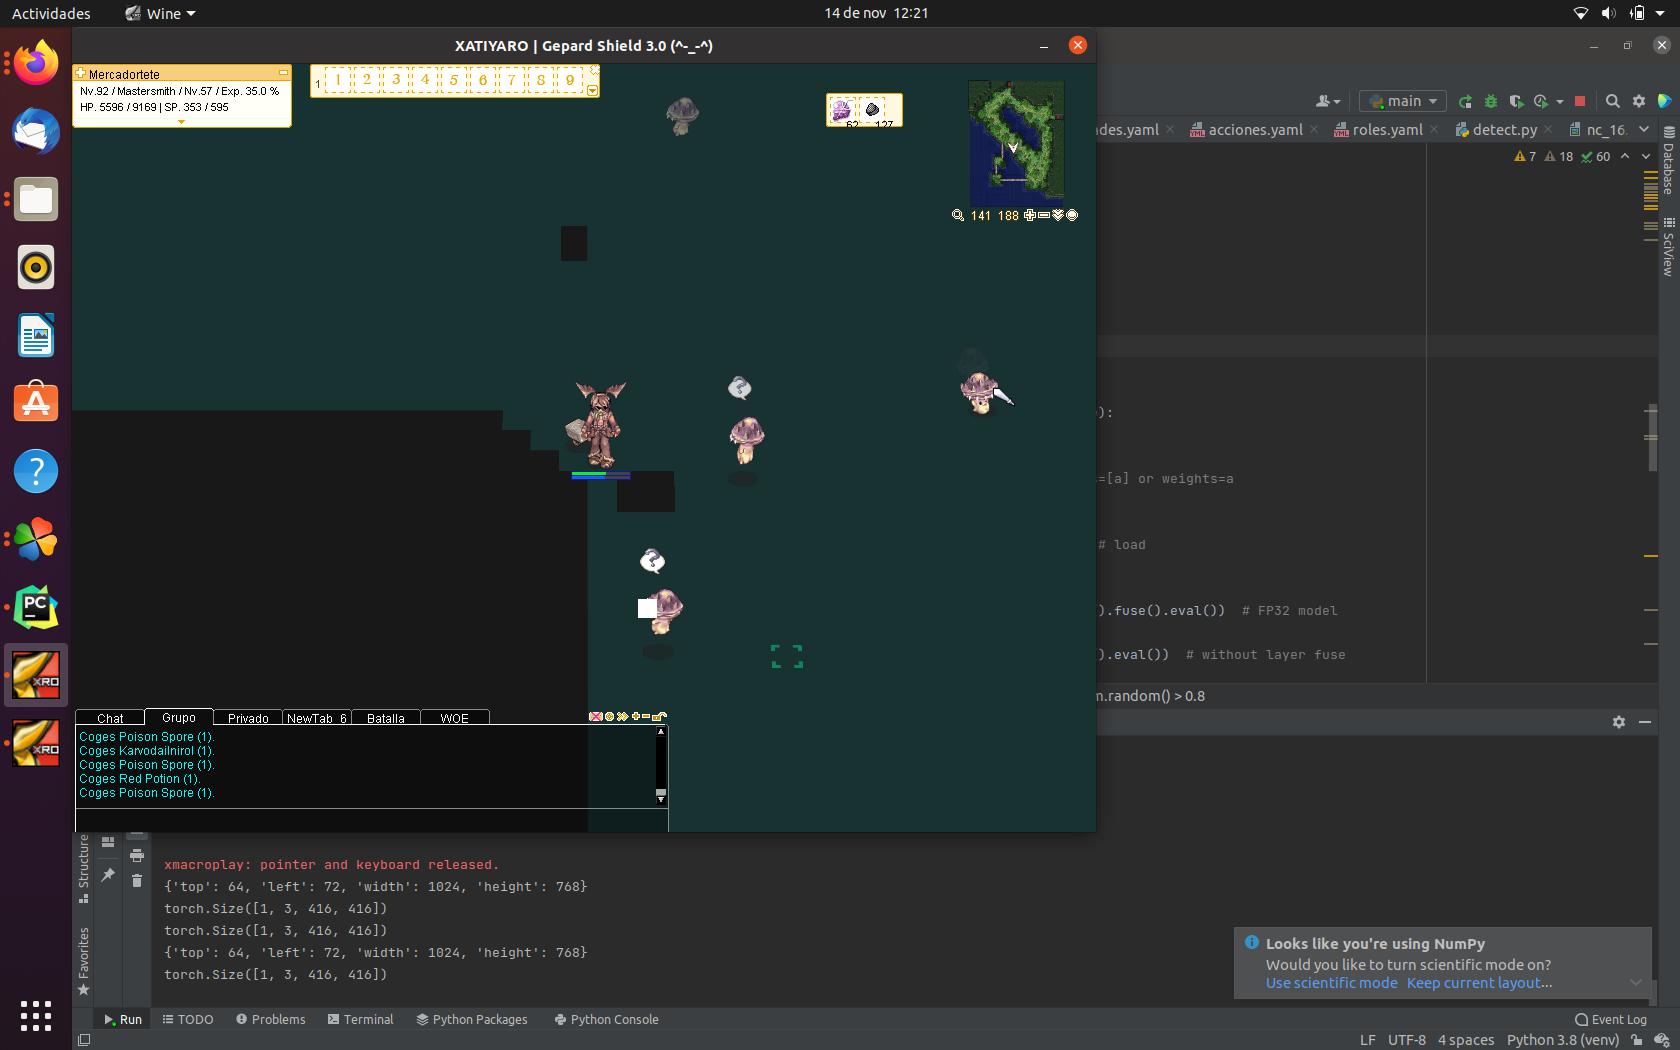 Actividades
Wine
14 de nov 12:21
XATIYARO | Gepard Shield 3.0 (^-_-^)
Mercadortete
Nv.92 / Mastersmith / Nv.57 / Exp. 35.0 %
HP. 5596 / 9169 | SP. 353 / 595
1
1 2 3 4 5 6 7 8 9
62 127
141 188
main
des.yaml
acciones.yaml
roles.yaml
detect.py
nc_16.
7 18 60
Database
SciView
):
=[a] or weights=a
# load
).fuse().eval()) # FP32 model
).eval()) # without layer fuse
m.random() > 0.8
Chat Grupo Privado NewTab_6 Batalla WOE
Coges Poison Spore (1).
Coges Karvodailnirol (1).
Coges Poison Spore (1).
Coges Red Potion (1).
Coges Poison Spore (1).
PC
XRO
XRO
Structure
Favorites
xmacroplay: pointer and keyboard released.
{'top': 64, 'left': 72, 'width': 1024, 'height': 768}
torch.Size([1, 3, 416, 416])
torch.Size([1, 3, 416, 416])
{'top': 64, 'left': 72, 'width': 1024, 'height': 768}
torch.Size([1, 3, 416, 416])
Looks like you're using NumPy
Would you like to turn scientific mode on?
Use scientific mode Keep current layout...
Run TODO Problems Terminal Python Packages Python Console
Event Log
LF UTF-8 4 spaces Python 3.8 (venv)